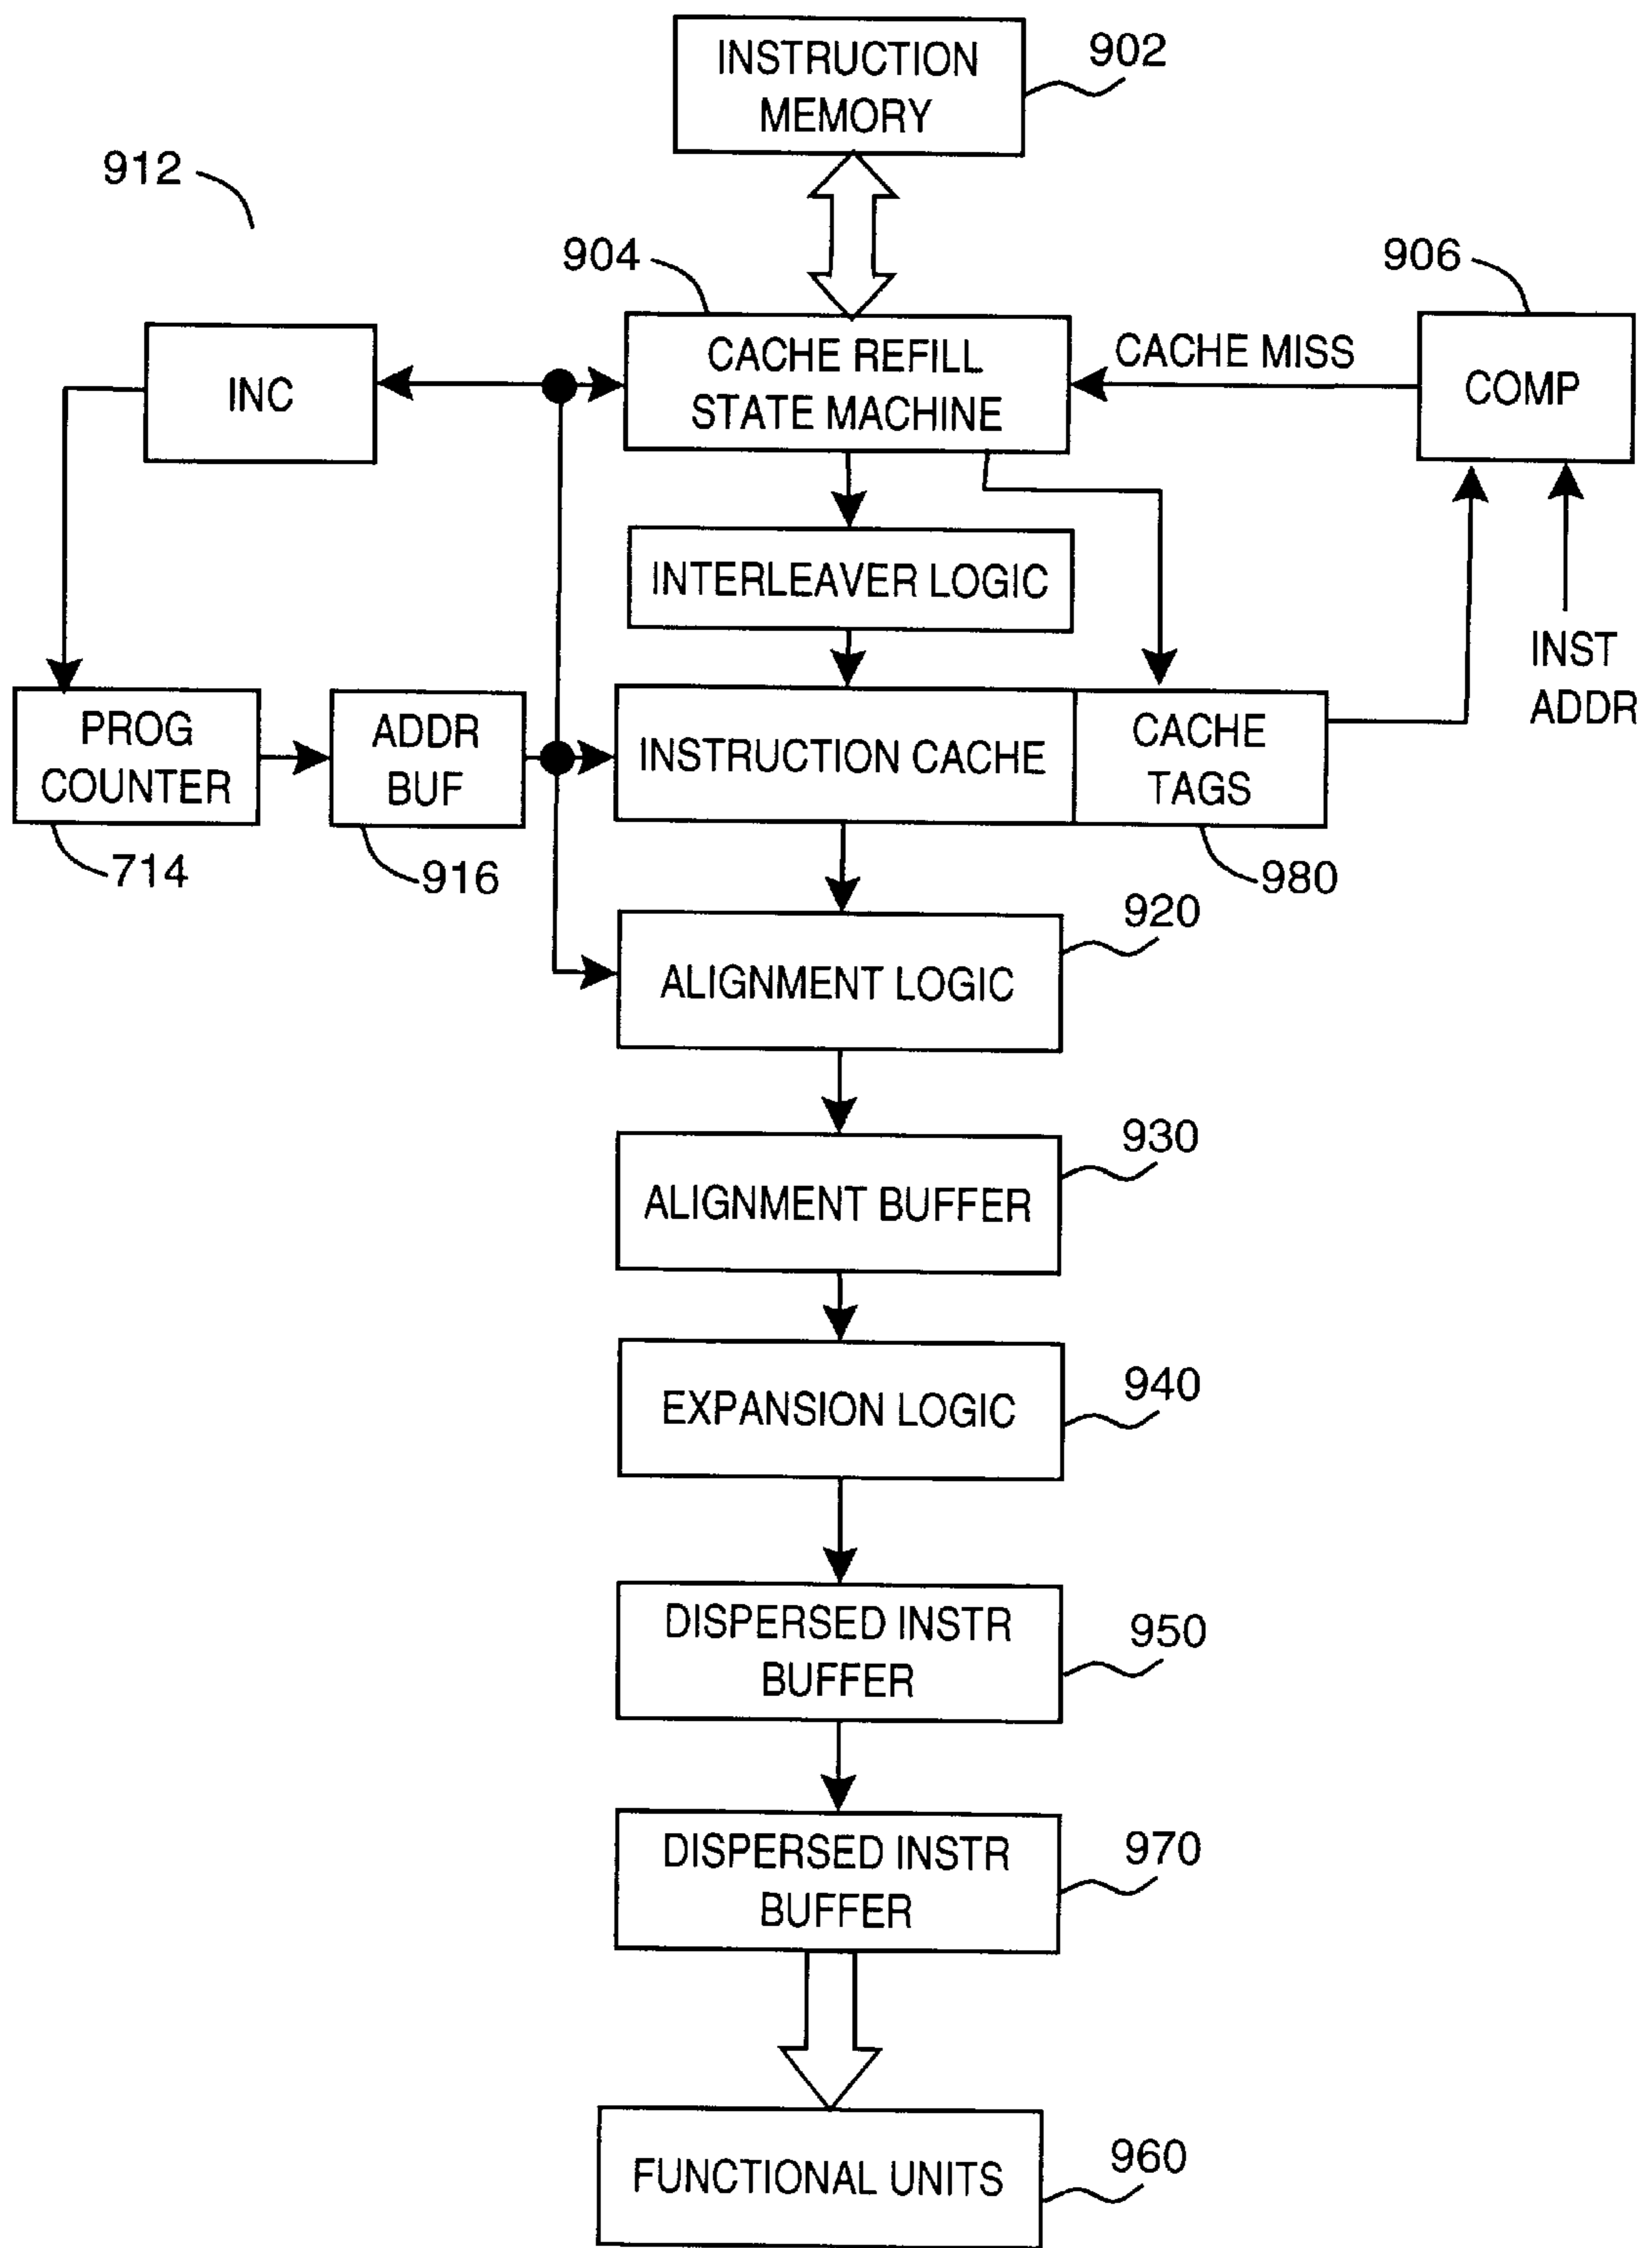 INSTRUCTION
MEMORY
902
912
904
906
INC
CACHE REFILL
STATE MACHINE
CACHE MISS
COMP
INTERLEAVER LOGIC
INST
ADDR
PROG
COUNTER
ADDR
BUF
INSTRUCTION CACHE
CACHE
TAGS
714
916
980
920
ALIGNMENT LOGIC
930
ALIGNMENT BUFFER
940
EXPANSION LOGIC
DISPERSED INSTR
BUFFER
950
DISPERSED INSTR
BUFFER
970
FUNCTIONAL UNITS
960